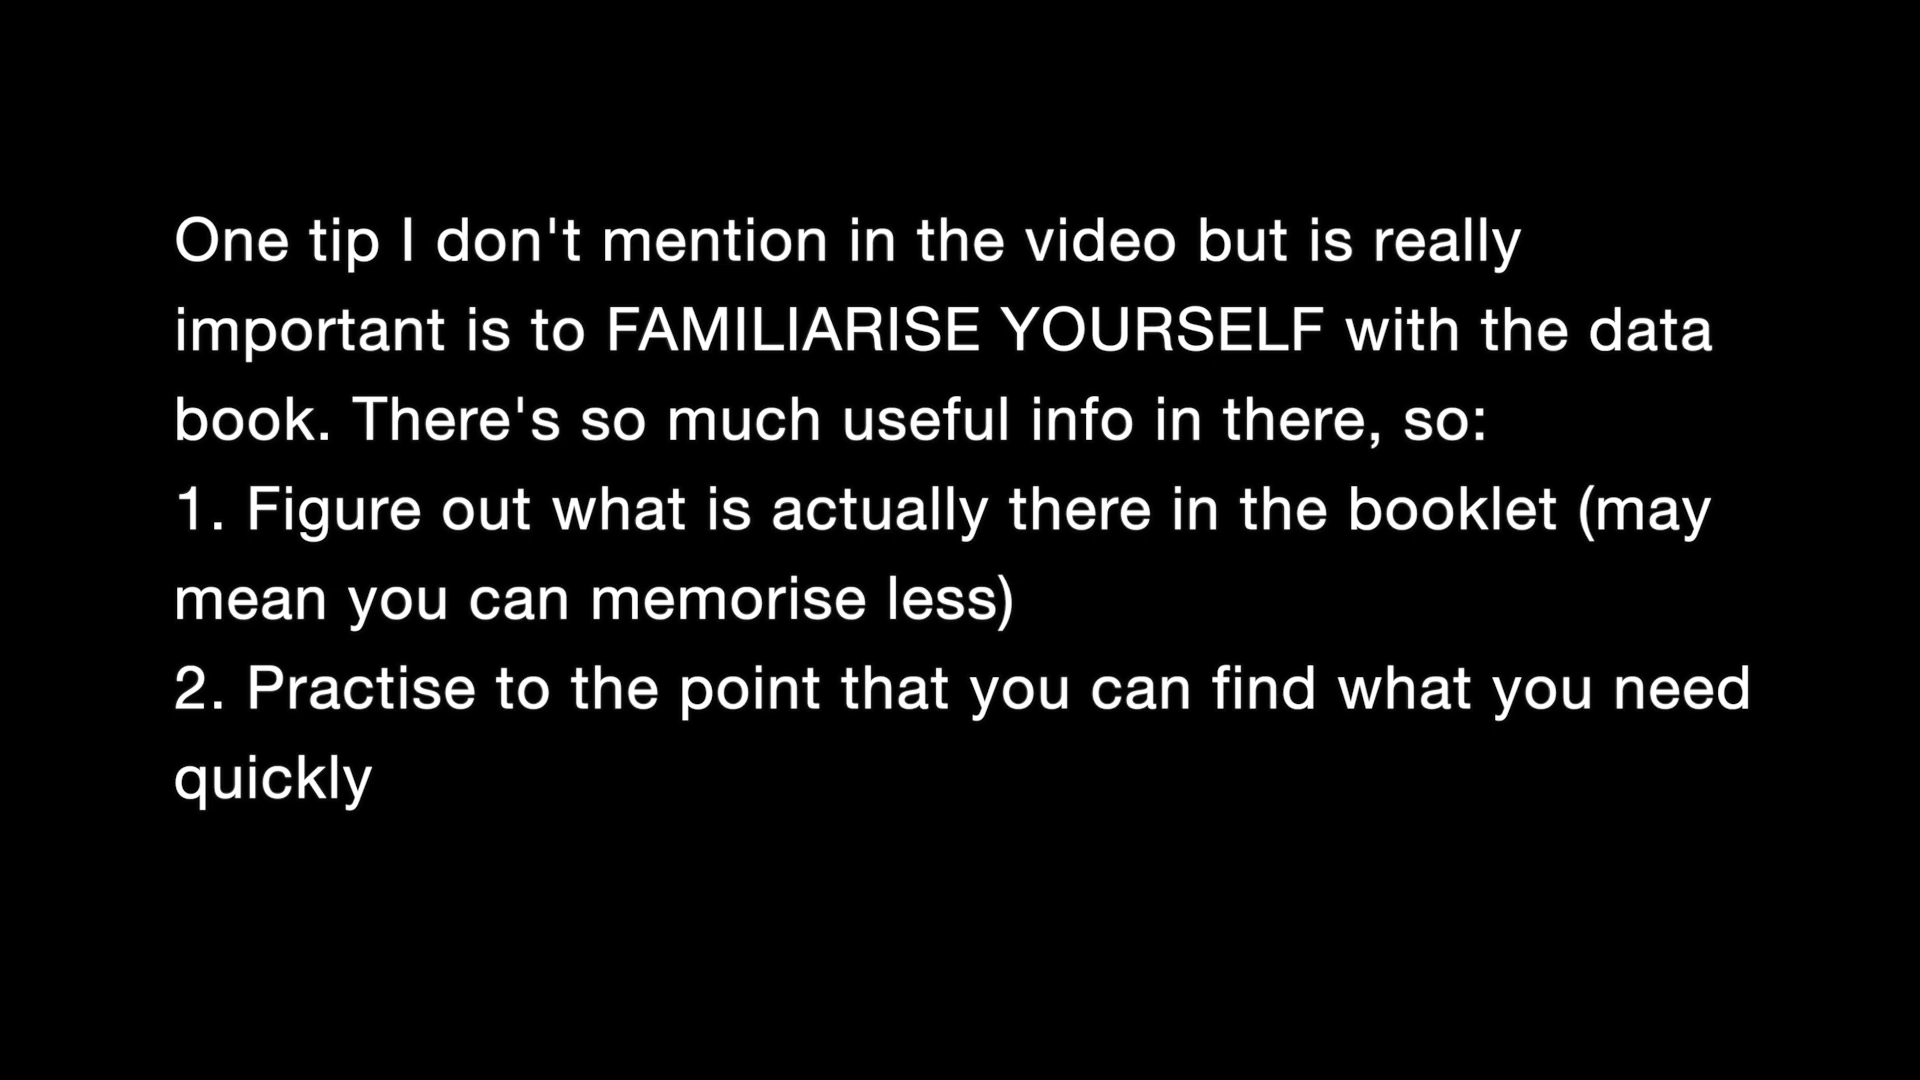 One tip I don't mention in the video but is really
important is to FAMILIARISE YOURSELF with the data
book. There's so much useful info in there, so:
1. Figure out what is actually there in the booklet (may
mean you can memorise less)
2. Practise to the point that you can find what you need
quickly